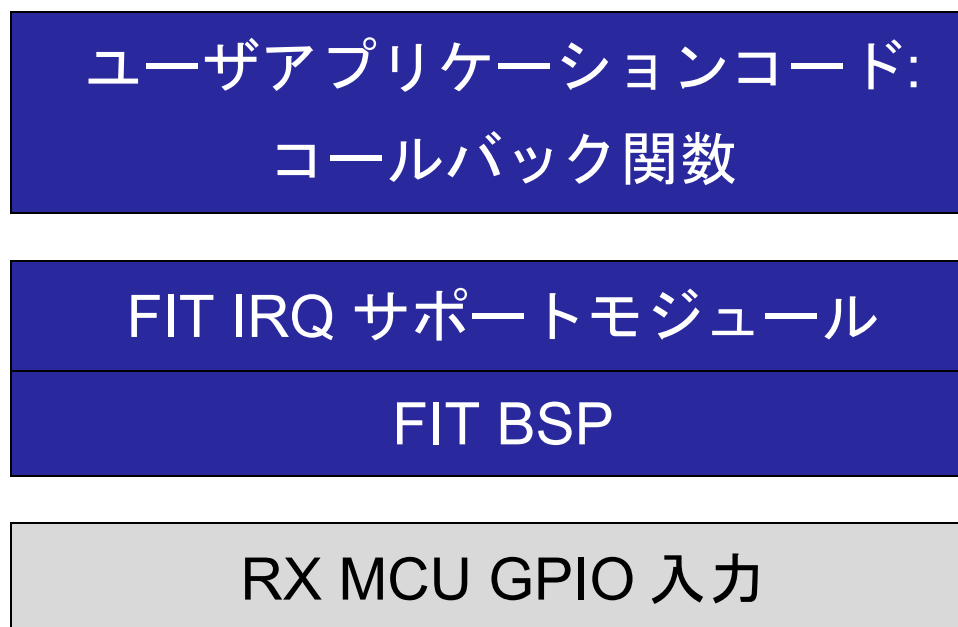 ユーザアプリケーションコード:
コールバック関数
FIT IRQ サポートモジュール
FIT BSP
RX MCU GPIO 入力